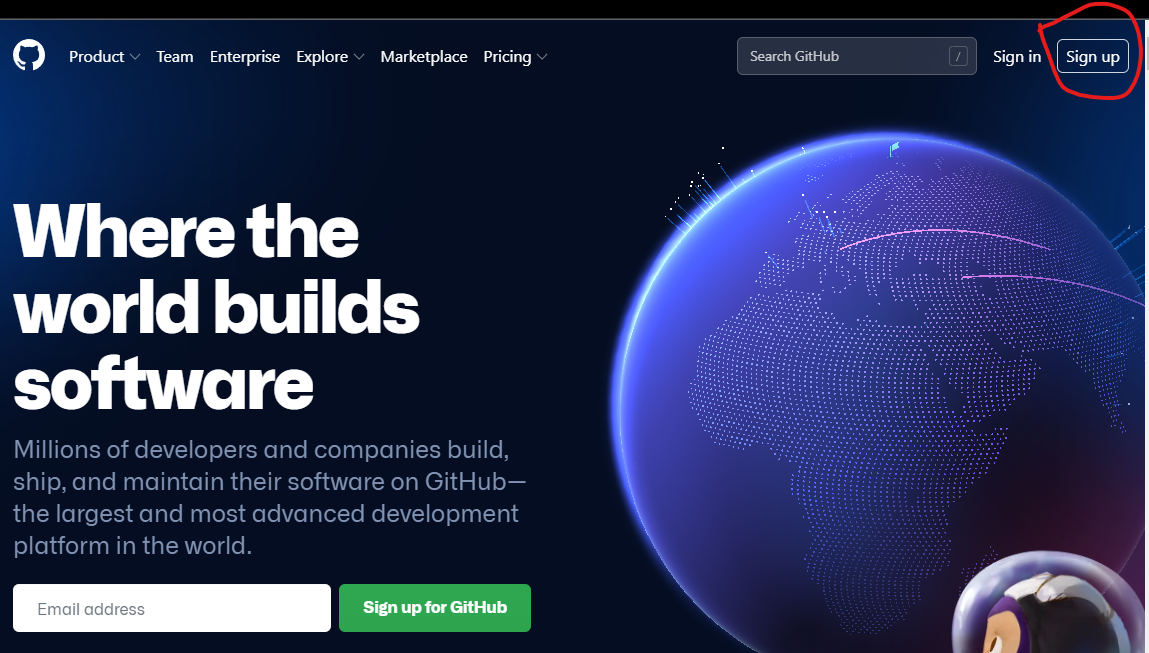 Product Team Enterprise Explore Marketplace Pricing Search GitHub / Sign in Sign up
Where the
world builds
software
Millions of developers and companies build,
ship, and maintain their software on GitHub—
the largest and most advanced development
platform in the world.
Email address Sign up for GitHub